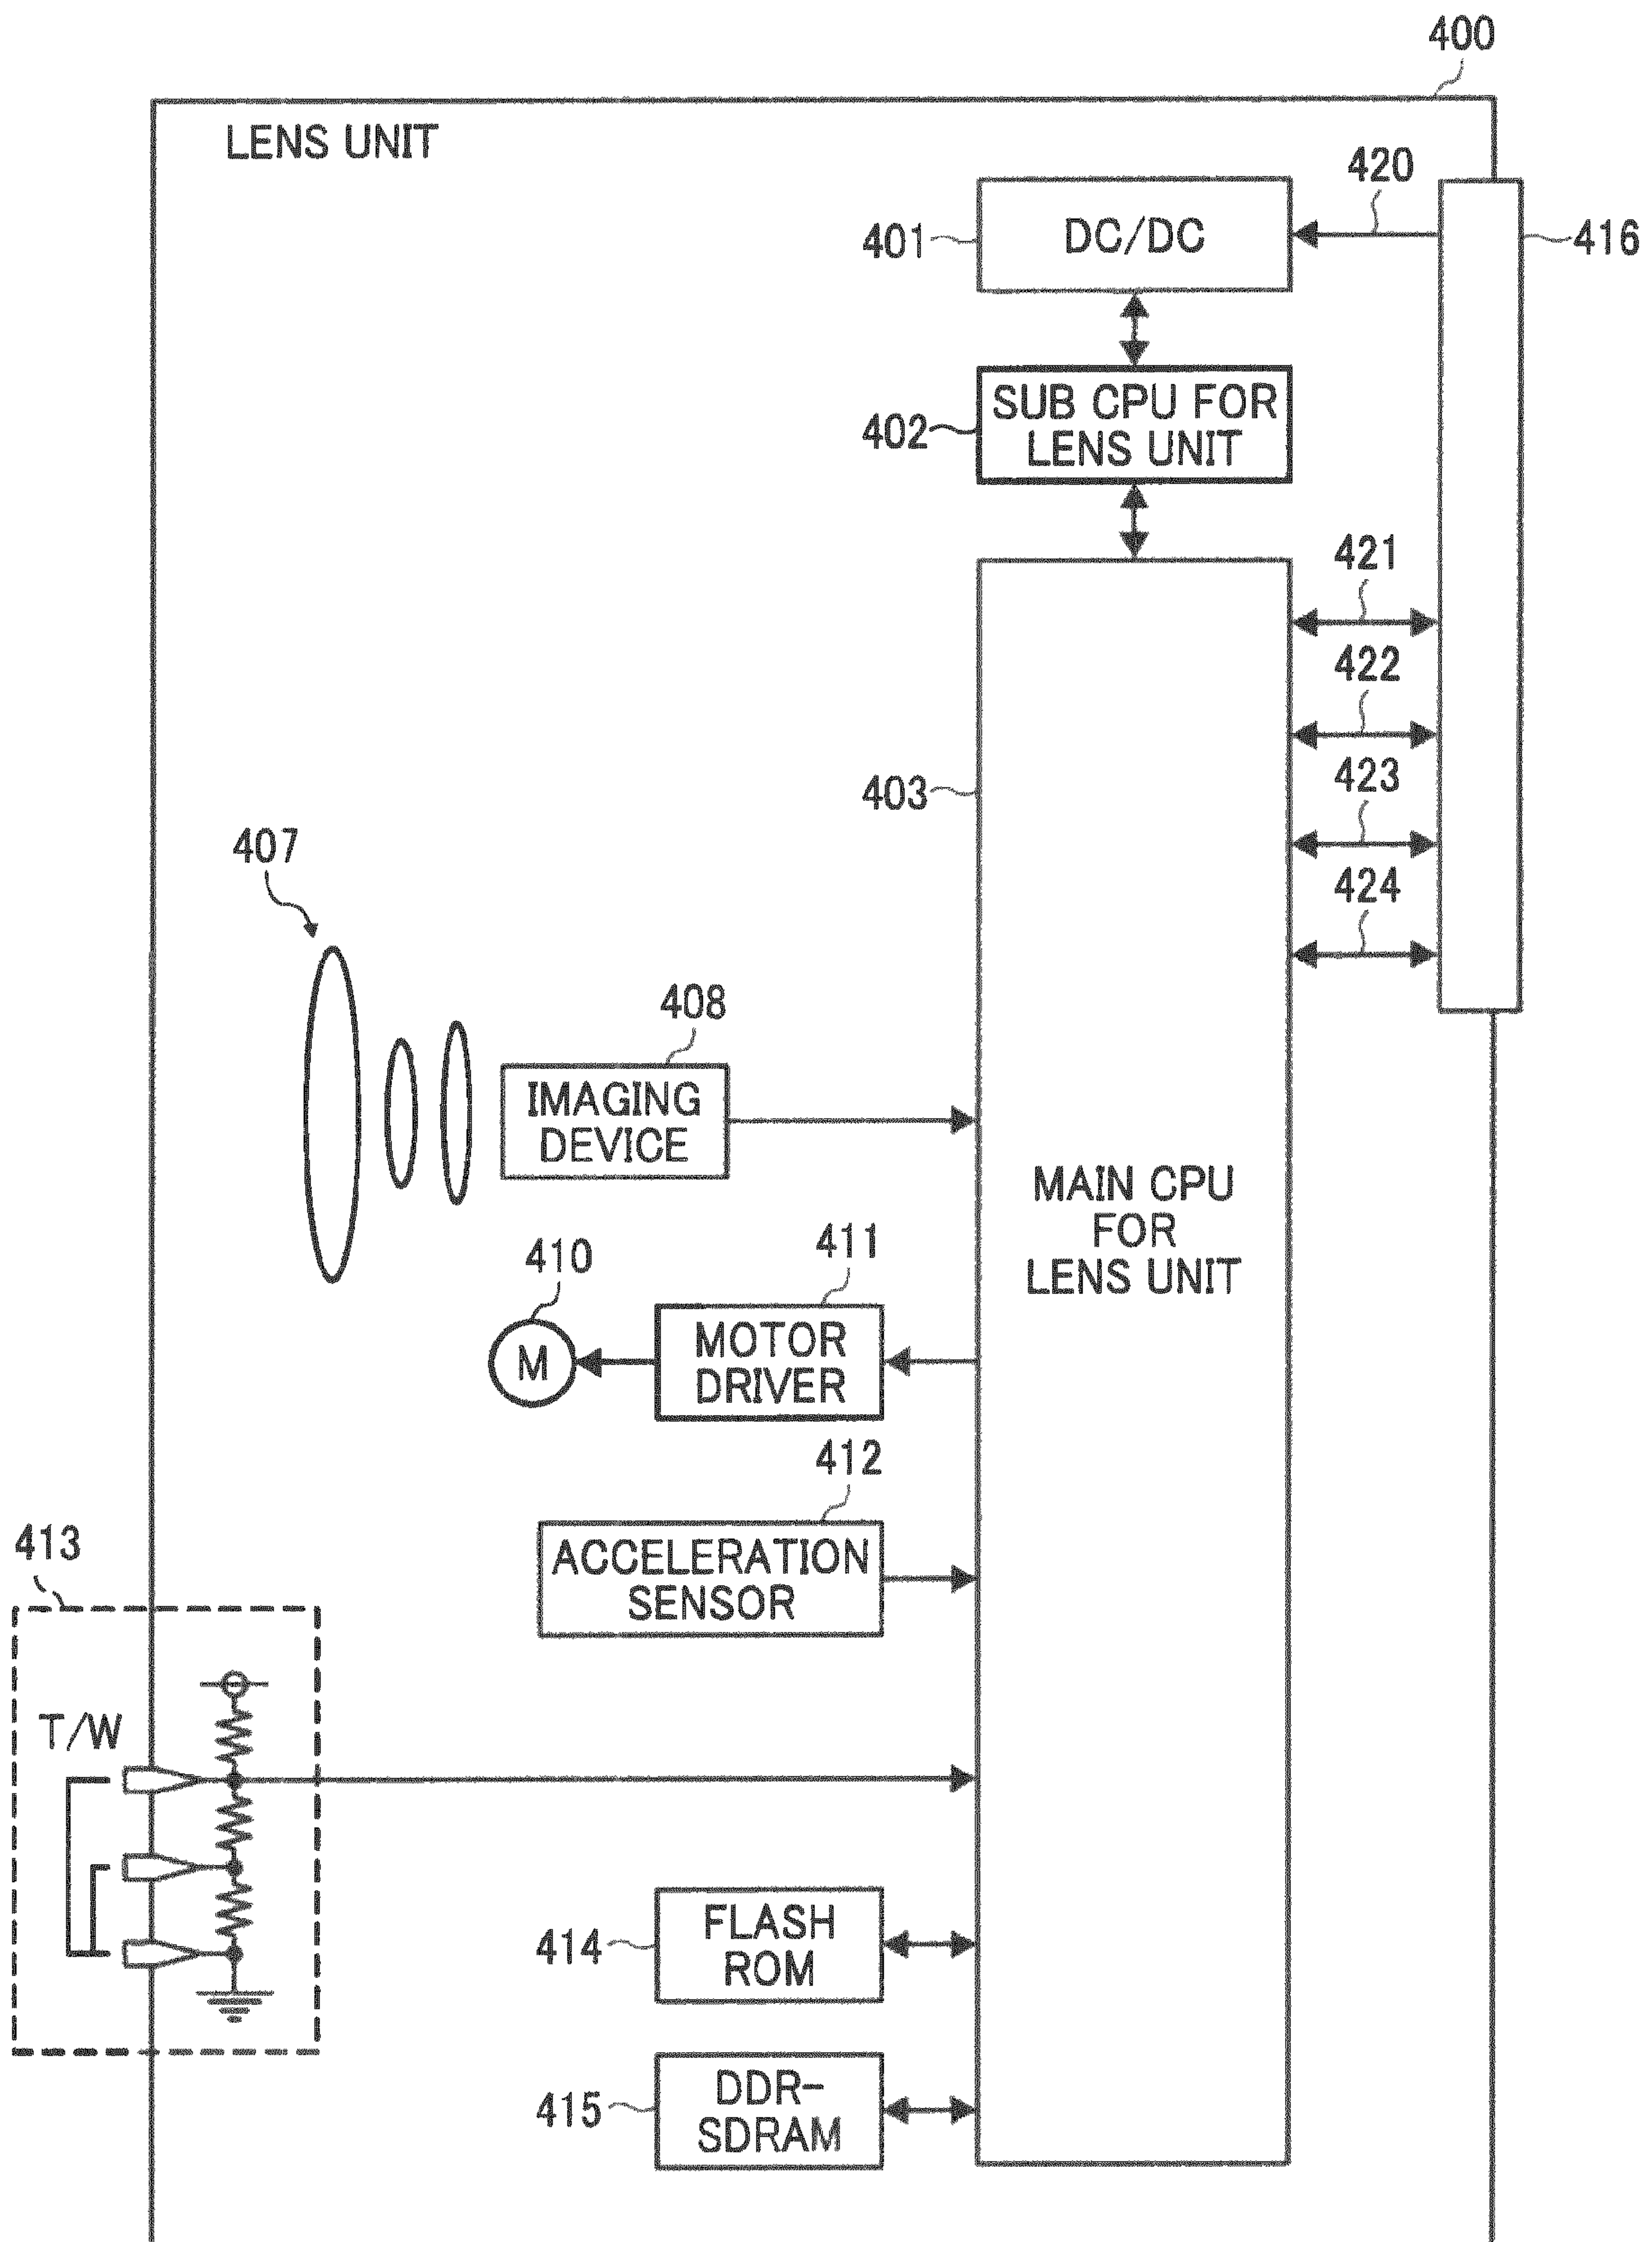 400
LENS UNIT
420
401
DC/DC
416
402
SUB CPU FOR
LENS UNIT
421
422
423
403
424
407
408
IMAGING
DEVICE
MAIN CPU
FOR
LENS UNIT
410
411
M
MOTOR
DRIVER
412
ACCELERATION
SENSOR
413
T/W
414
FLASH
ROM
415
DDR-
SDRAM